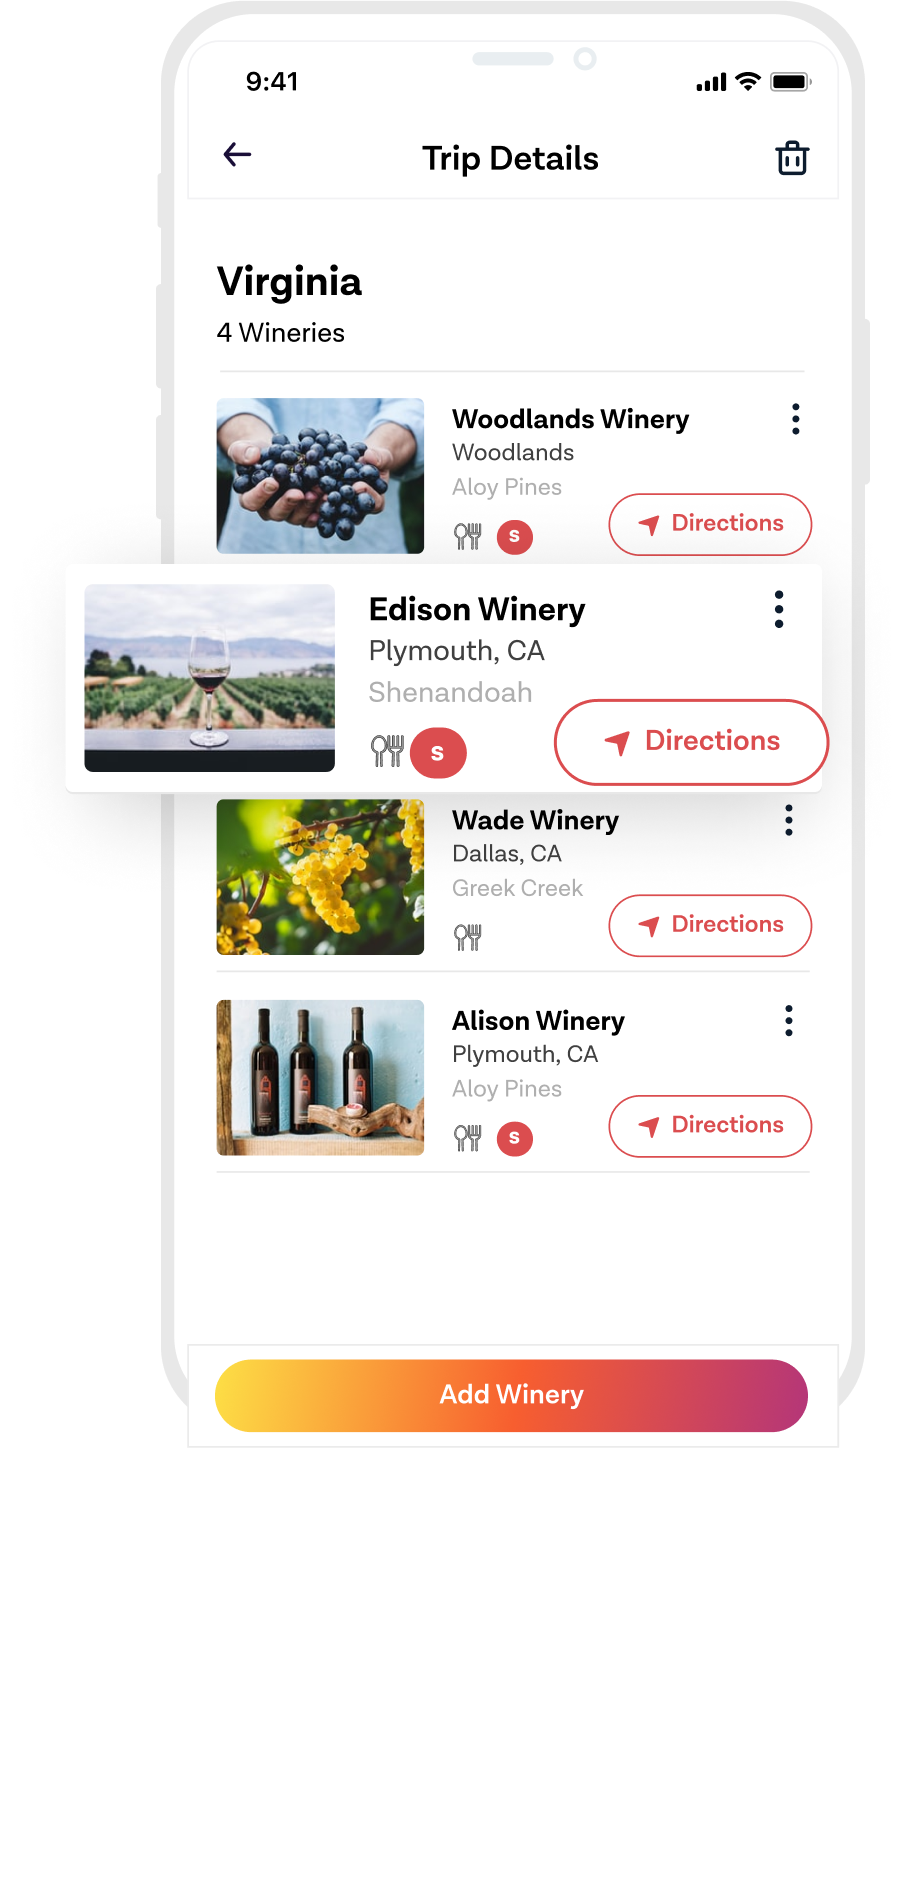 9:41
Trip Details
Virginia
4 Wineries
Woodlands Winery
Woodlands
Aloy Pines
S
Directions
Edison Winery
Plymouth, CA
Shenandoah
S
Directions
Wade Winery
Dallas, CA
Greek Creek
Directions
Alison Winery
Plymouth, CA
Aloy Pines
S
Directions
Add Winery